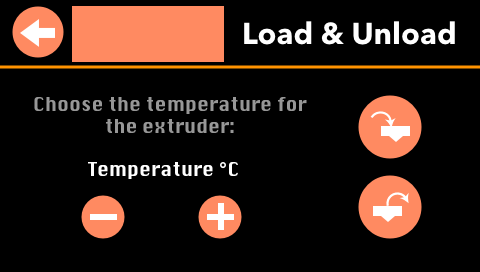 Load & Unload
Choose the temperature for
the extruder:
Temperature °C